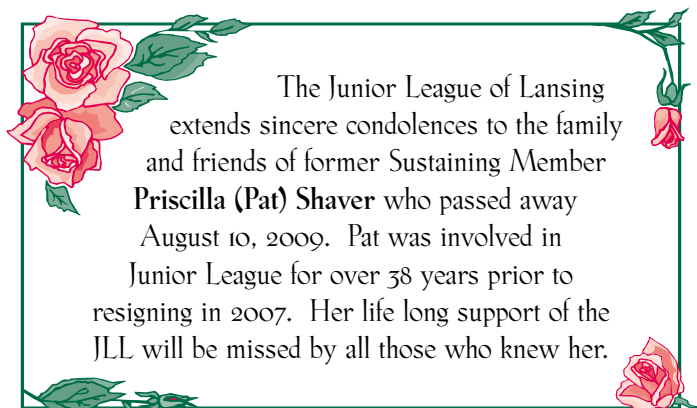 The Junior League of Lansing
extends sincere condolences to the family
and friends of former Sustaining Member
Priscilla (Pat) Shaver who passed away
August 10, 2009. Pat was involved in
Junior League for over 38 years prior to
resigning in 2007. Her life long support of the
JLL will be missed by all those who knew her.